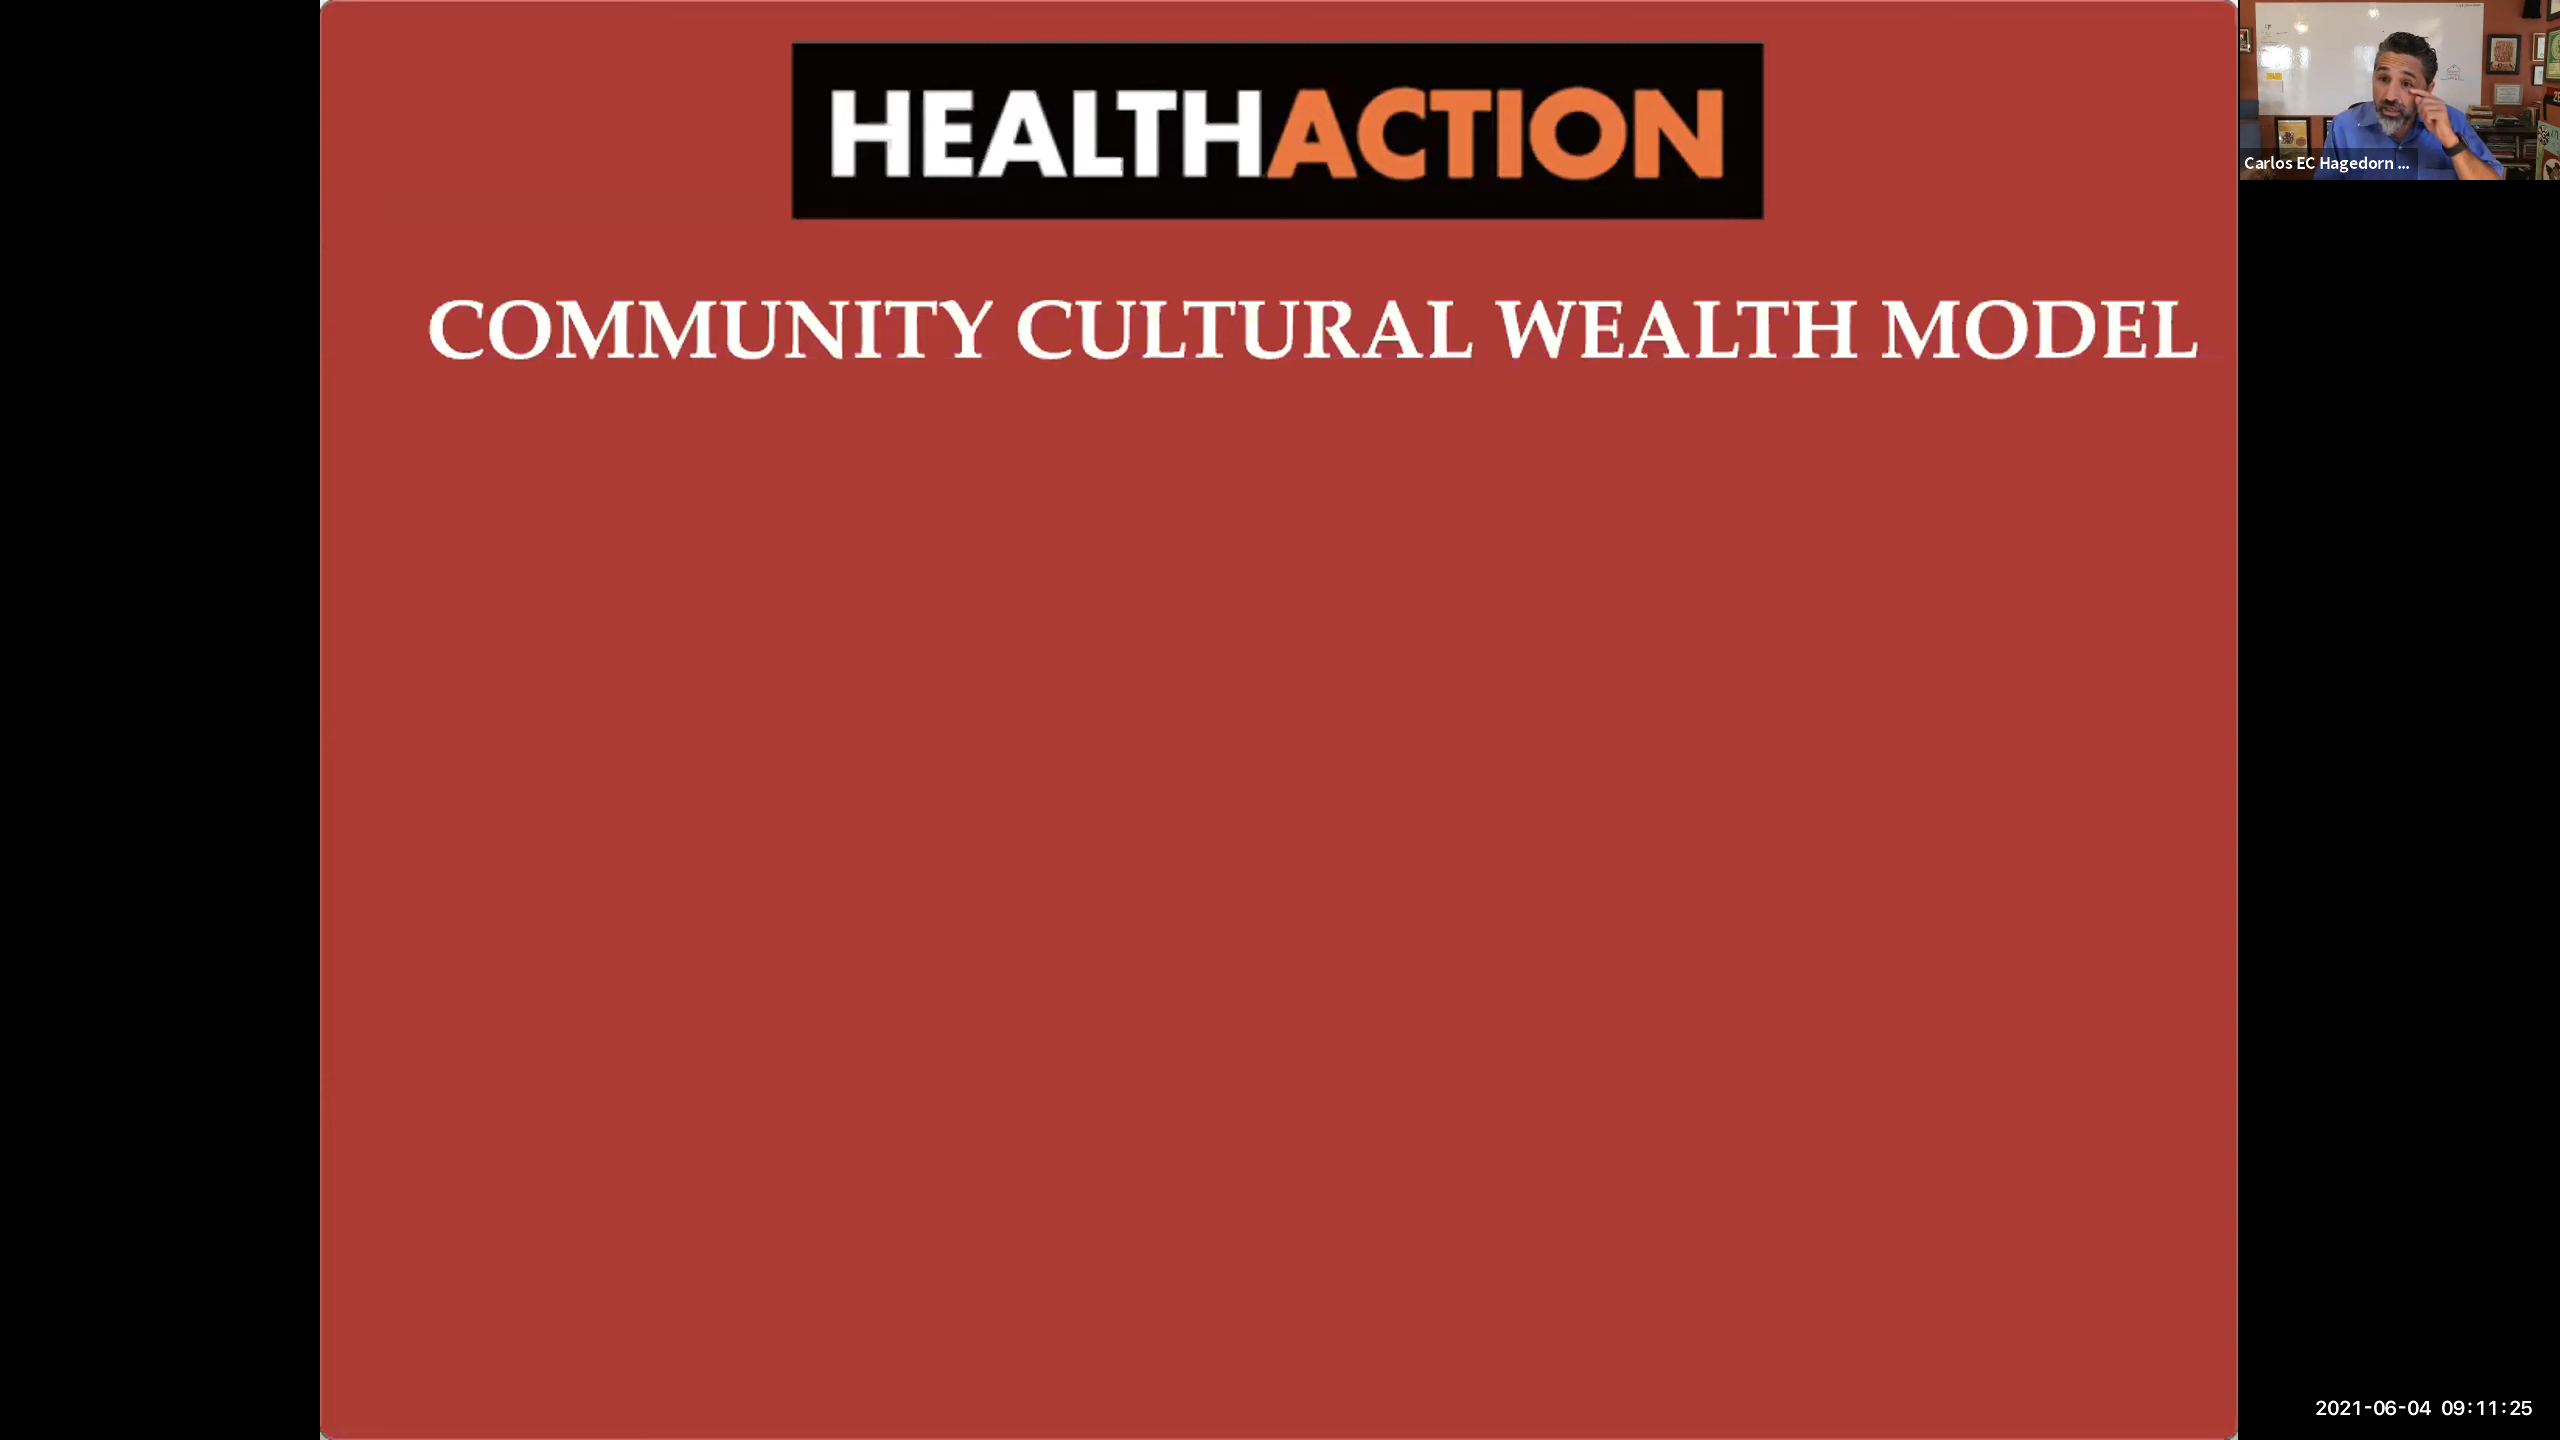 HEALTHACTION
COMMUNITY CULTURAL WEALTH MODEL
Carlos EC Hagedorn ...
2021-06-04 09:11:25